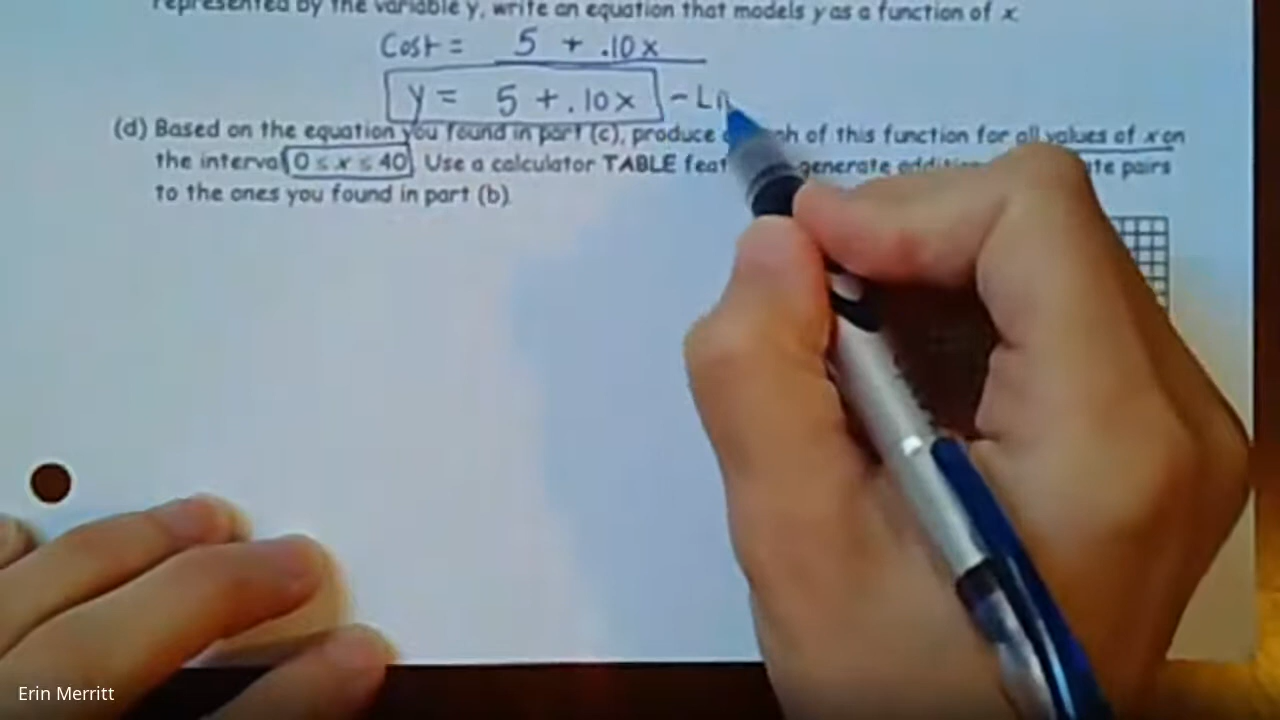 represented by the variable y, write an equation that models y as a function of x
Cost = 5 + .10x
y = 5 + .10x - Li
(d) Based on the equation you found in part (c), produce of this function for all values of x on
the interval 0 ≤ x ≤ 40. Use a calculator TABLE generate pairs
to the ones you found in part (b).
Erin Merritt